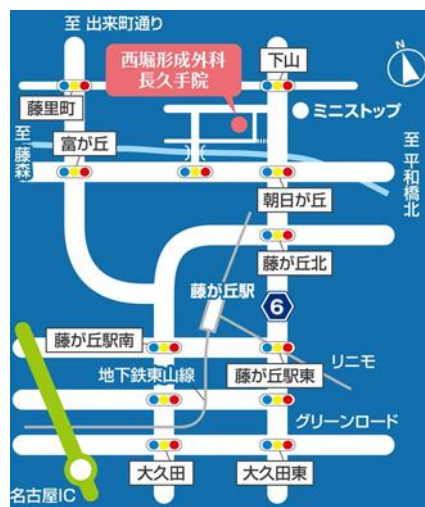 至 出来町通り
西堀形成外科
長久手院
下山
N
藤里町
ミニストップ
至 藤森
富が丘
至 平和橋北
朝日が丘
藤が丘北
藤が丘駅
6
藤が丘駅南
リニモ
地下鉄東山線
藤が丘駅東
グリーンロード
大久田
大久田東
名古屋IC